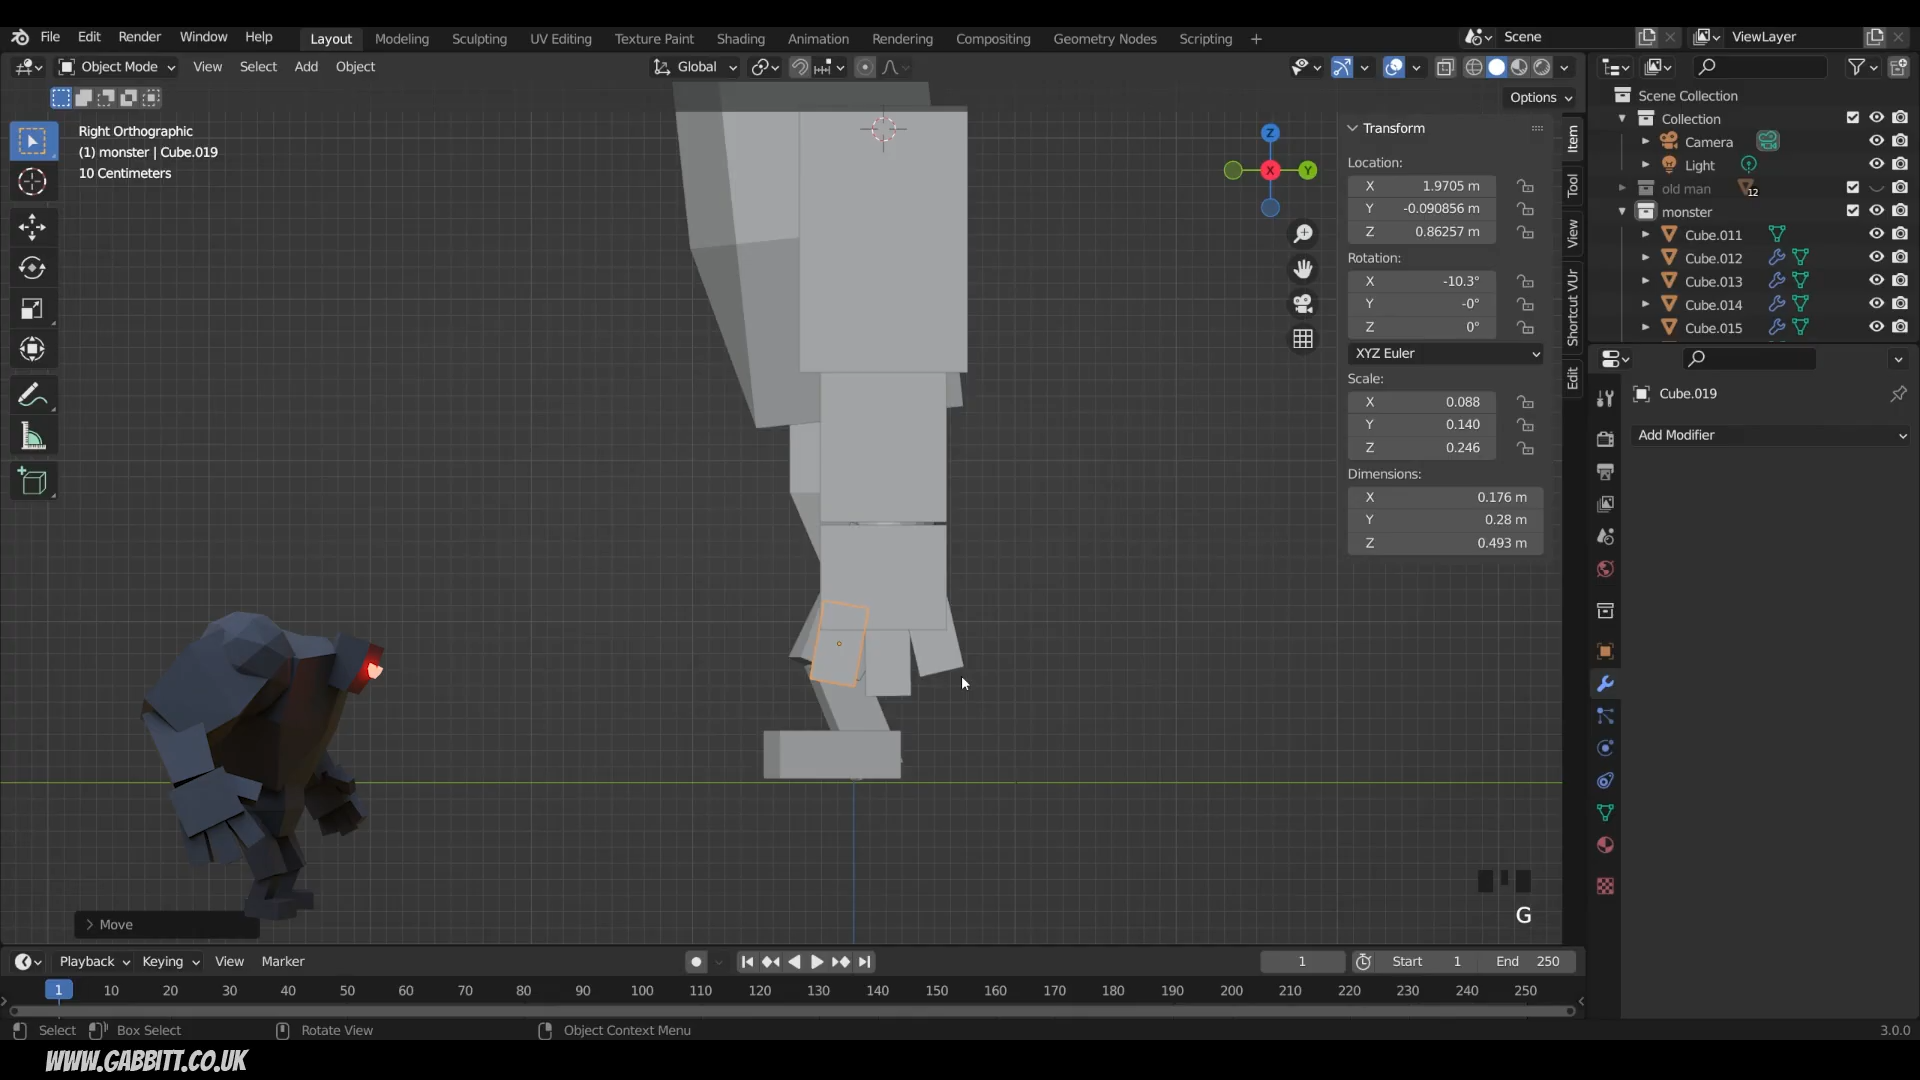 File Edit Render Window Help Layout Modeling Sculpting UV Editing Texture Paint Shading Animation Rendering Compositing Geometry Nodes Scripting + Scene ViewLayer
Object Mode View Select Add Object Global
Options
Right Orthographic
(1) monster | Cube.019
10 Centimeters
Z
X
Y
Transform
Location:
X 1.9705 m
Y -0.090856 m
Z 0.86257 m
Rotation:
X -10.3°
Y -0°
Z 0°
XYZ Euler
Scale:
X 0.088
Y 0.140
Z 0.246
Dimensions:
X 0.176 m
Y 0.28 m
Z 0.493 m
Item
Tool
View
Shortcut VUr
Edit
Scene Collection
Collection
Camera
Light
old man 12
monster
Cube.011
Cube.012
Cube.013
Cube.014
Cube.015
Cube.019
Add Modifier
G
Move
Playback Keying View Marker 1 Start 1 End 250
1 10 20 30 40 50 60 70 80 90 100 110 120 130 140 150 160 170 180 190 200 210 220 230 240 250
Select Box Select Rotate View Object Context Menu 3.0.0
WWW.GABBITT.CO.UK